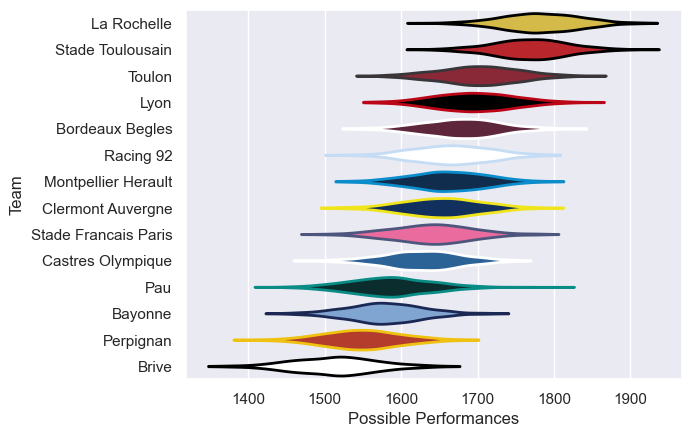 La Rochelle
Stade Toulousain
Toulon
Lyon
Bordeaux Begles
Racing 92
Montpellier Herault
Clermont Auvergne
Stade Francais Paris
Castres Olympique
Pau
Bayonne
Perpignan
Brive
Team
1400 1500 1600 1700 1800 1900
Possible Performances